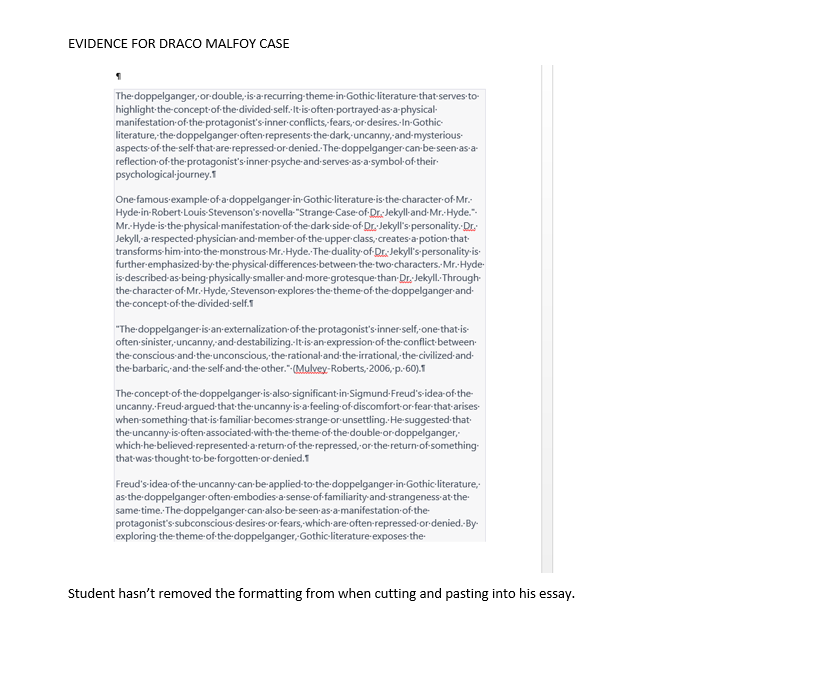 EVIDENCE FOR DRACO MALFOY CASE
¶
The·doppelganger,·or·double,·is·a·recurring·theme·in·Gothic·literature·that·serves·to·
highlight·the·concept·of·the·divided·self.·It·is·often·portrayed·as·a·physical·
manifestation·of·the·protagonist's·inner·conflicts,·fears,·or·desires.·In·Gothic·
literature,·the·doppelganger·often·represents·the·dark,·uncanny,·and·mysterious·
aspects·of·the·self·that·are·repressed·or·denied.·The·doppelganger·can·be·seen·as·a·
reflection·of·the·protagonist's·inner·psyche·and·serves·as·a·symbol·of·their·
psychological·journey.¶
One·famous·example·of·a·doppelganger·in·Gothic·literature·is·the·character·of·Mr.·
Hyde·in·Robert·Louis·Stevenson's·novella·"Strange·Case·of·Dr.·Jekyll·and·Mr.·Hyde."·
Mr.·Hyde·is·the·physical·manifestation·of·the·dark·side·of·Dr.·Jekyll's·personality.·Dr.·
Jekyll,·a·respected·physician·and·member·of·the·upper·class,·creates·a·potion·that·
transforms·him·into·the·monstrous·Mr.·Hyde.·The·duality·of·Dr.·Jekyll's·personality·is·
further·emphasized·by·the·physical·differences·between·the·two·characters.·Mr.·Hyde·
is·described·as·being·physically·smaller·and·more·grotesque·than·Dr.·Jekyll.·Through·
the·character·of·Mr.·Hyde,·Stevenson·explores·the·theme·of·the·doppelganger·and·
the·concept·of·the·divided·self.¶
"The·doppelganger·is·an·externalization·of·the·protagonist's·inner·self,·one·that·is·
often·sinister,·uncanny,·and·destabilizing.·It·is·an·expression·of·the·conflict·between·
the·conscious·and·the·unconscious,·the·rational·and·the·irrational,·the·civilized·and·
the·barbaric,·and·the·self·and·the·other."·(Mulvey-Roberts,·2006,·p.·60).¶
The·concept·of·the·doppelganger·is·also·significant·in·Sigmund·Freud's·idea·of·the·
uncanny.·Freud·argued·that·the·uncanny·is·a·feeling·of·discomfort·or·fear·that·arises·
when·something·that·is·familiar·becomes·strange·or·unsettling.·He·suggested·that·
the·uncanny·is·often·associated·with·the·theme·of·the·double·or·doppelganger,·
which·he·believed·represented·a·return·of·the·repressed,·or·the·return·of·something·
that·was·thought·to·be·forgotten·or·denied.¶
Freud's·idea·of·the·uncanny·can·be·applied·to·the·doppelganger·in·Gothic·literature,·
as·the·doppelganger·often·embodies·a·sense·of·familiarity·and·strangeness·at·the·
same·time.·The·doppelganger·can·also·be·seen·as·a·manifestation·of·the·
protagonist's·subconscious·desires·or·fears,·which·are·often·repressed·or·denied.·By·
exploring·the·theme·of·the·doppelganger,·Gothic·literature·exposes·the·
Student hasn't removed the formatting from when cutting and pasting into his essay.